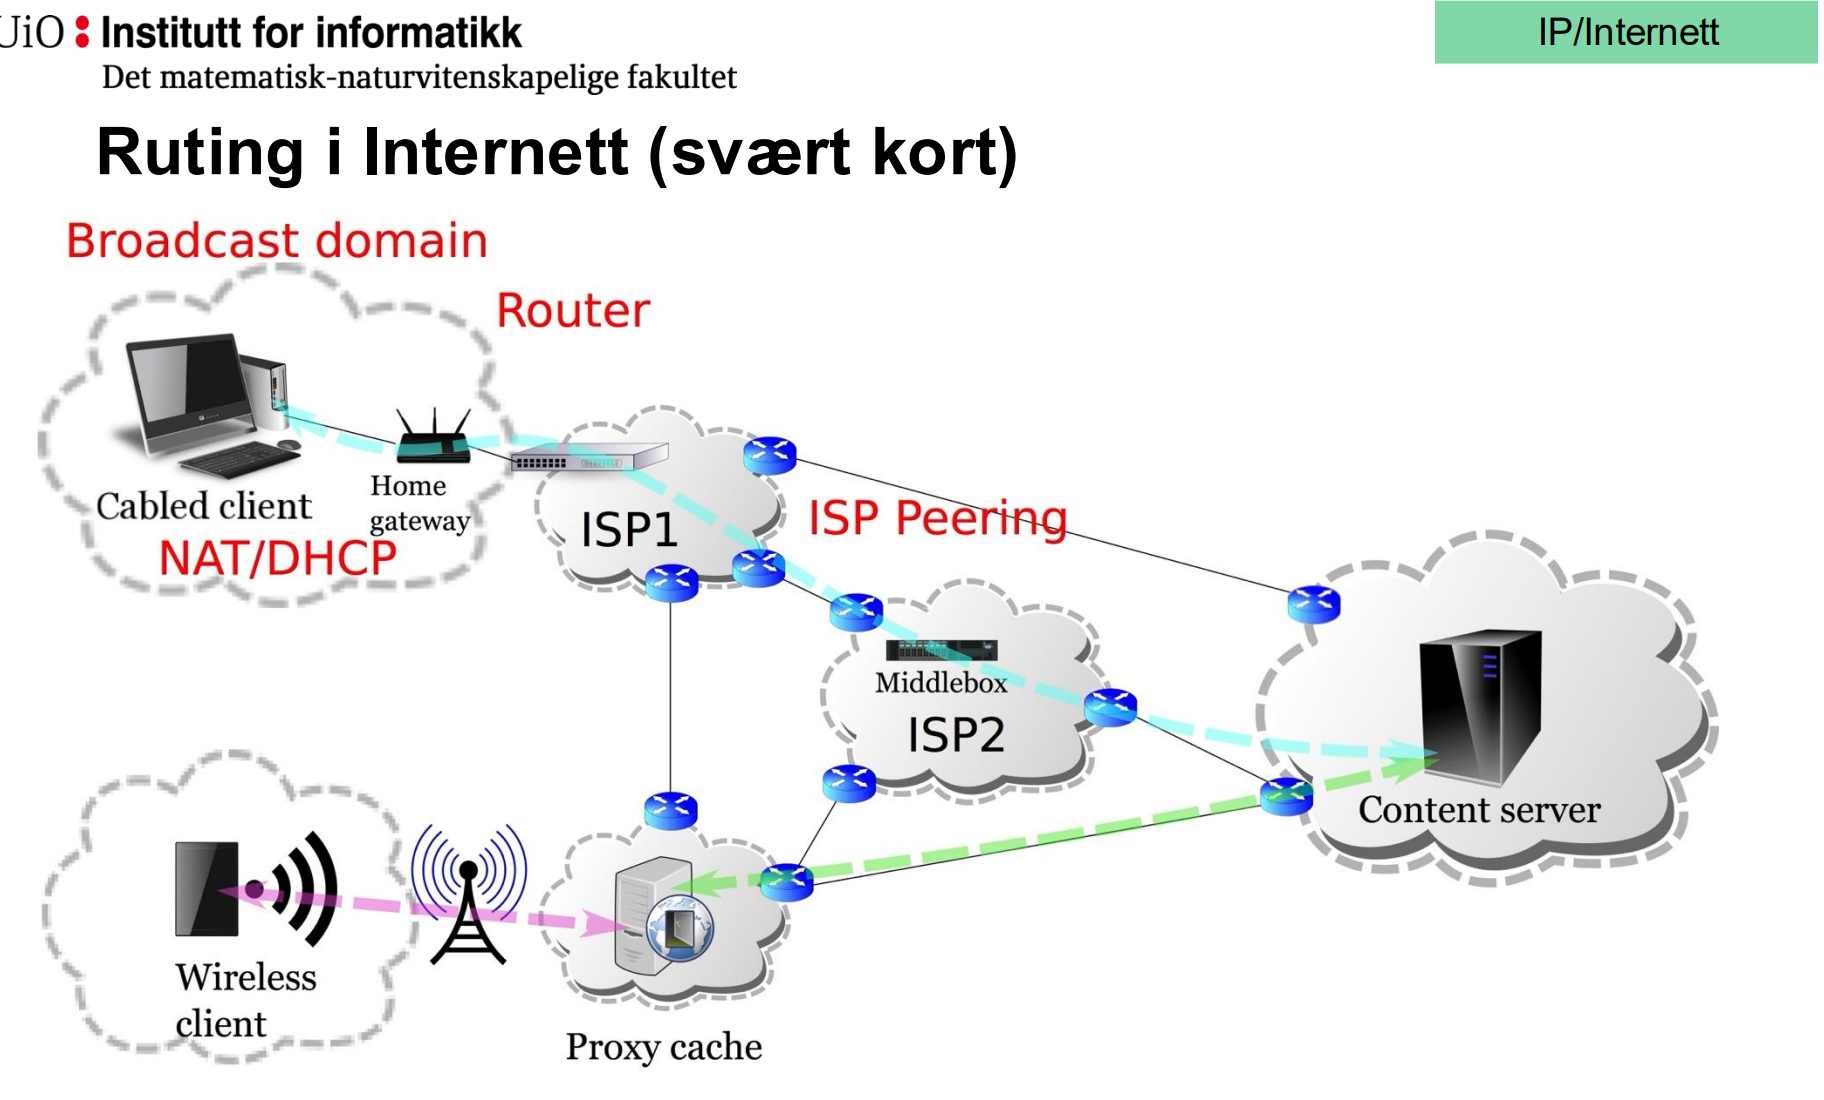 UiO Institutt for informatikk
Det matematisk-naturvitenskapelige fakultet
IP/Internett
Ruting i Internett (svært kort)
Broadcast domain
Router
Cabled client
Home
gateway
NAT/DHCP
ISP1
ISP Peering
Middlebox
ISP2
Content server
Wireless
client
Proxy cache